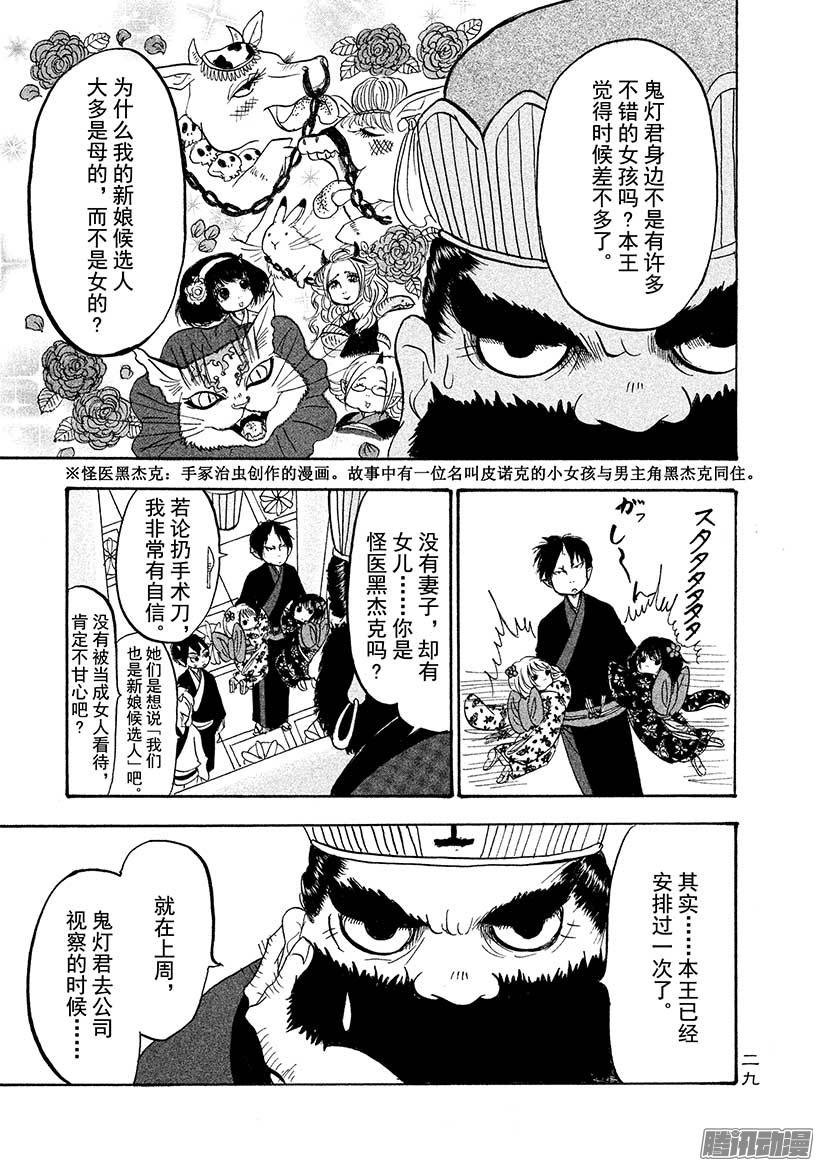 鬼灯君身边不是有许多
不错的女孩吗？本王
觉得时候差不多了。
为什么我的新娘候选人
大多是母的，而不是女的？
※怪医黑杰克：手冢治虫创作的漫画。故事中有一位名叫皮诺克的小女孩与男主角黑杰克同住。
スタタタタタ
がっしーん
没有妻子，却有
女儿……你是
怪医黑杰克吗？
若论扔手术刀，
我非常有自信。
她们是想说「我们
也是新娘候选人」吧。
没有被当成女人看待，
肯定不甘心吧？
其实……本王已经
安排过一次了。
就在上周，
鬼灯君去公司
视察的时候……
二九
腾讯动漫